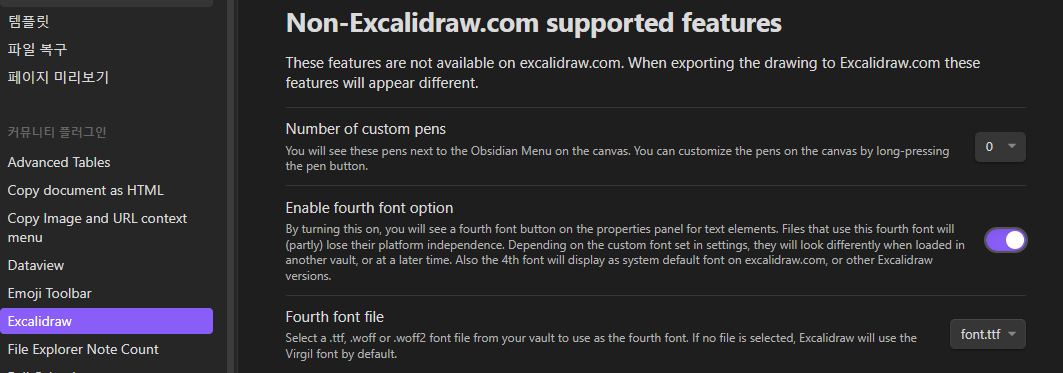 템플릿
파일 복구
페이지 미리보기
커뮤니티 플러그인
Advanced Tables
Copy document as HTML
Copy Image and URL context
menu
Dataview
Emoji Toolbar
Excalidraw
File Explorer Note Count
Non-Excalidraw.com supported features
These features are not available on excalidraw.com. When exporting the drawing to Excalidraw.com these
features will appear different.
Number of custom pens
You will see these pens next to the Obsidian Menu on the canvas. You can customize the pens on the canvas by long-pressing
the pen button.
0
Enable fourth font option
By turning this on, you will see a fourth font button on the properties panel for text elements. Files that use this fourth font will
(partly) lose their platform independence. Depending on the custom font set in settings, they will look differently when loaded in
another vault, or at a later time. Also the 4th font will display as system default font on excalidraw.com, or other Excalidraw
versions.
Fourth font file
Select a .ttf, .woff or .woff2 font file from your vault to use as the fourth font. If no file is selected, Excalidraw will use the
Virgil font by default.
font.ttf